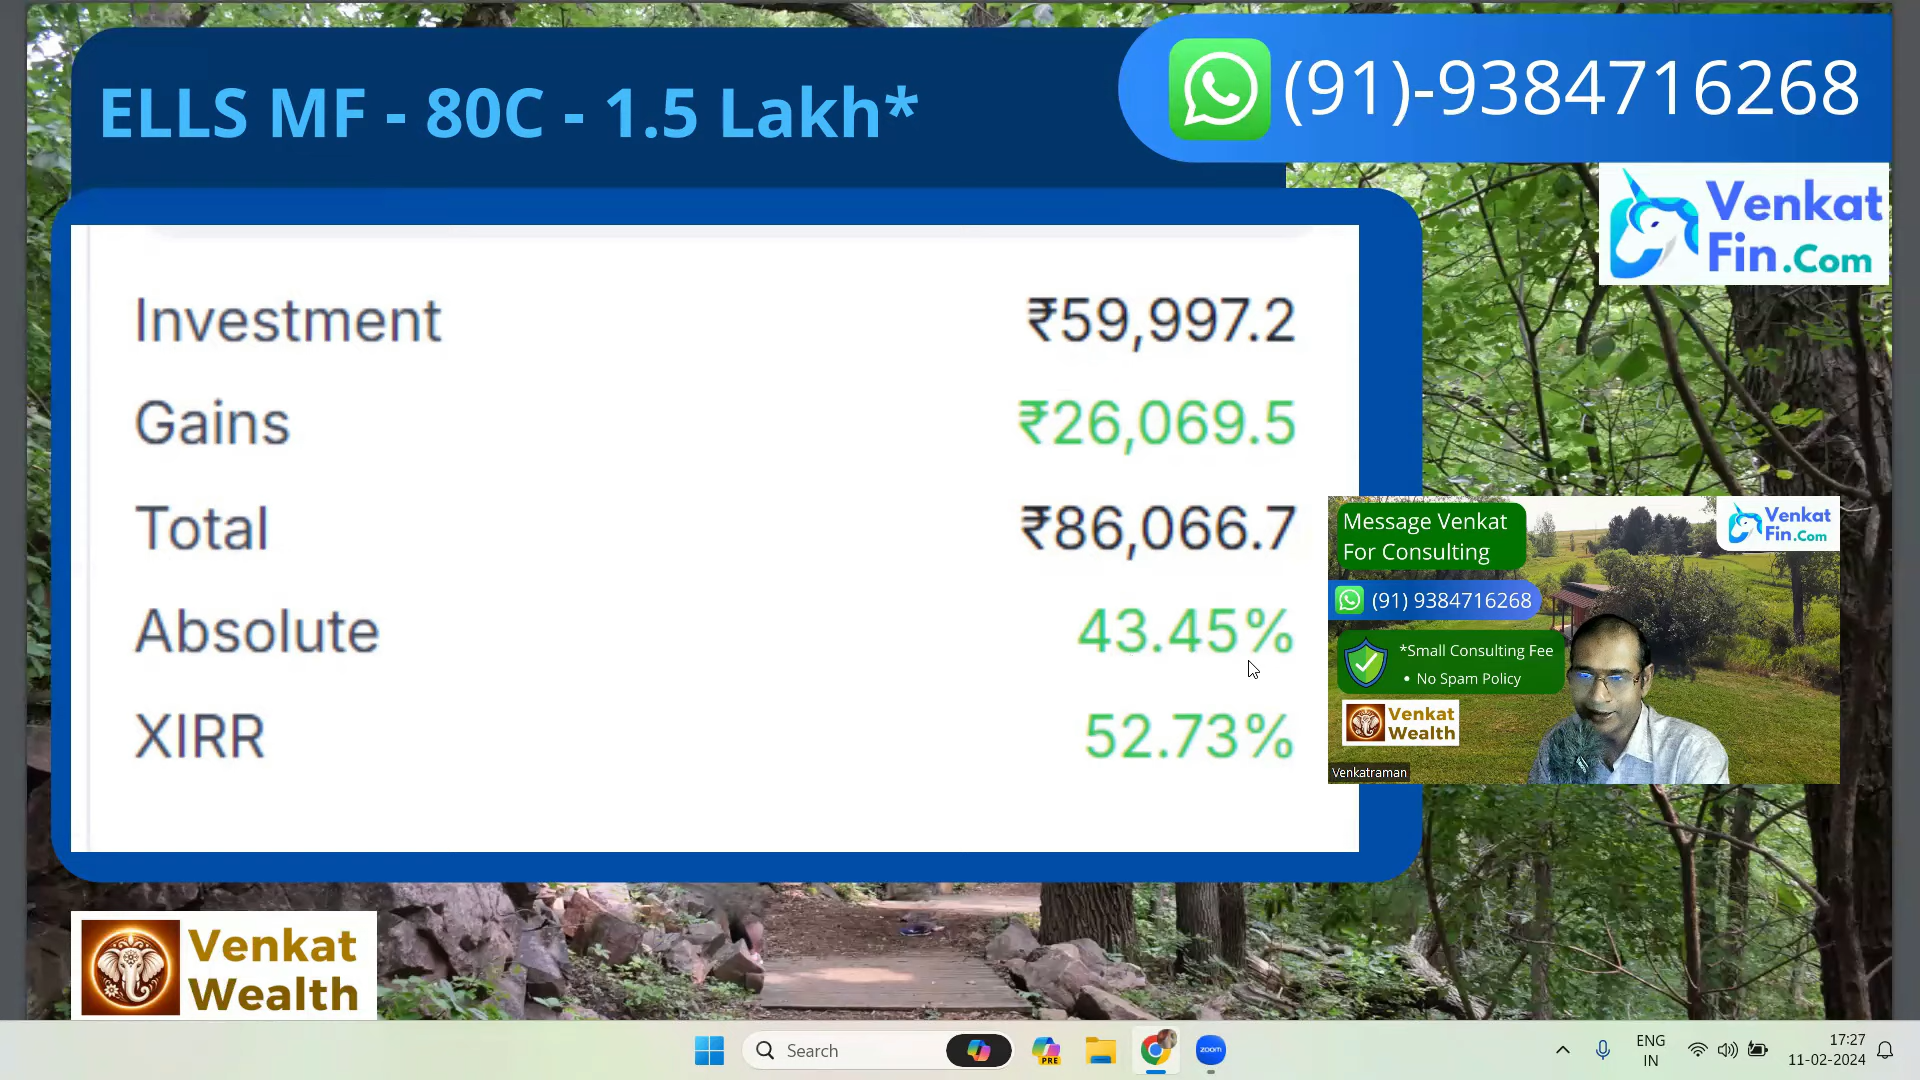 ELLS MF - 80C - 1.5 Lakh*
(91)-9384716268
Venkat
Fin.Com
Investment ₹59,997.2
Gains ₹26,069.5
Total ₹86,066.7
Absolute 43.45%
XIRR 52.73%
Message Venkat
For Consulting
Venkat
Fin.Com
(91) 9384716268
*Small Consulting Fee
• No Spam Policy
Venkat
Wealth
Venkatraman
Venkat
Wealth
Search
PRE
zoom
ENG
IN
17:27
11-02-2024